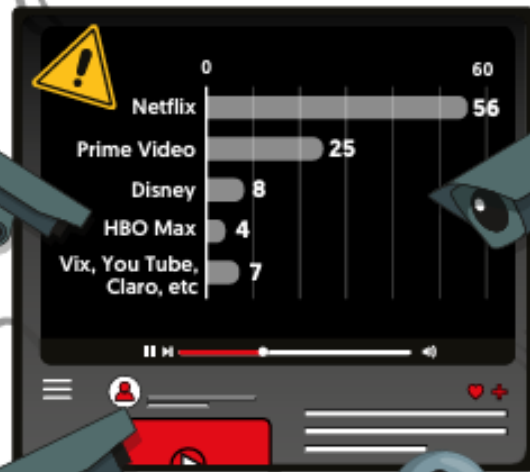 0 60
Netflix 56
Prime Video 25
Disney 8
HBO Max 4
Vix, You Tube,
Claro, etc 7